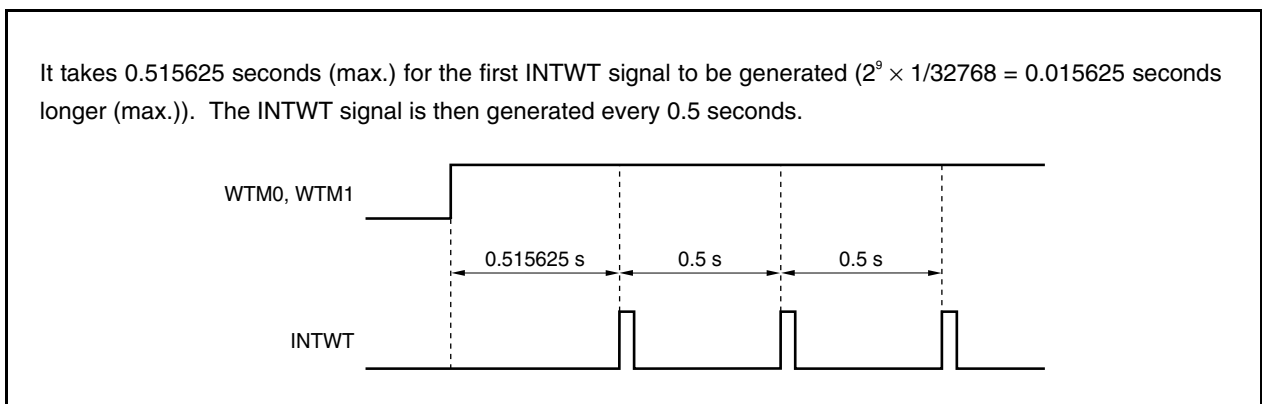 It takes 0.515625 seconds (max.) for the first INTWT signal to be generated (2⁹ × 1/32768 = 0.015625 seconds
longer (max.)).  The INTWT signal is then generated every 0.5 seconds.
WTM0, WTM1
0.515625 s
0.5 s
0.5 s
INTWT